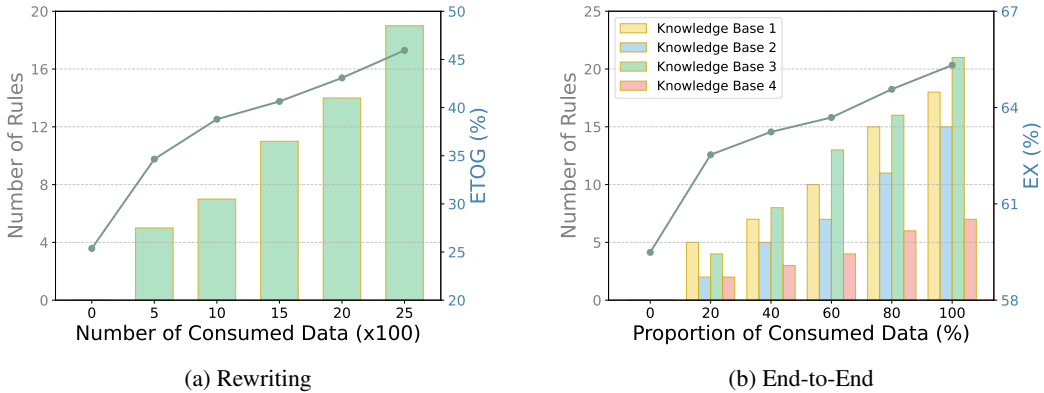 20
16
12
8
4
0
Number of Rules
50
45
40
35
30
25
20
ETOG (%)
0 5 10 15 20 25
Number of Consumed Data (x100)
(a) Rewriting
25
20
15
10
5
0
Number of Rules
Knowledge Base 1
Knowledge Base 2
Knowledge Base 3
Knowledge Base 4
67
64
61
58
EX (%)
0 20 40 60 80 100
Proportion of Consumed Data (%)
(b) End-to-End